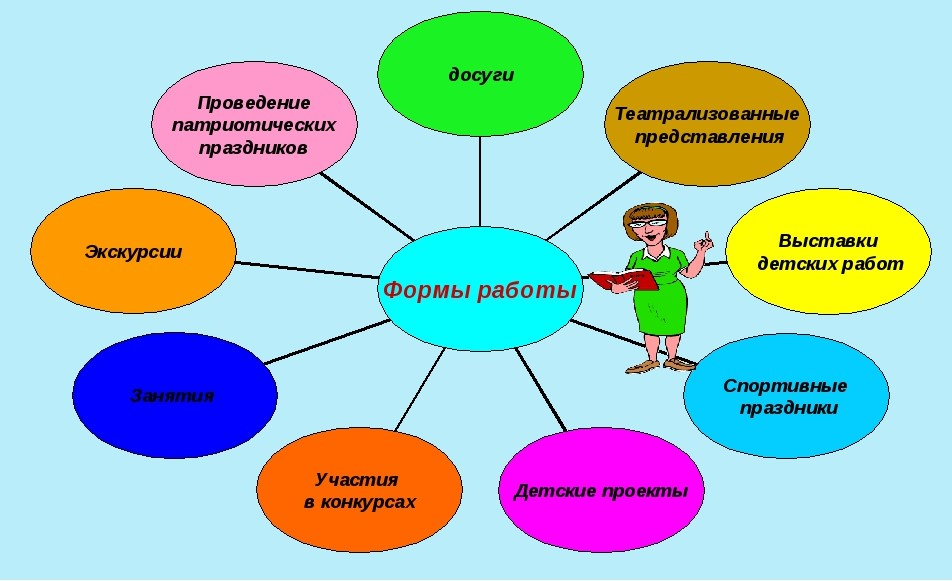 досуги
Проведение
патриотических
праздников
Театрализованные
представления
Экскурсии
Выставки
детских работ
Формы работы
Занятия
Спортивные
праздники
Участия
в конкурсах
Детские проекты